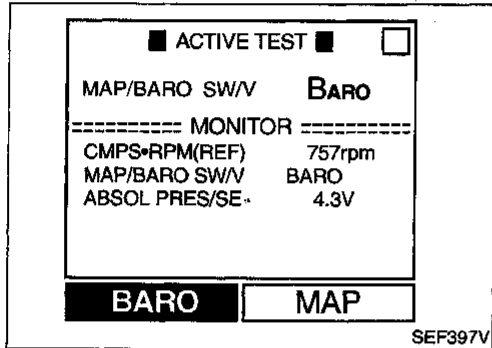 ■ ACTIVE TEST ■ □
MAP/BARO SW/V BARO
========= MONITOR =========
CMPS•RPM(REF) 757rpm
MAP/BARO SW/V BARO
ABSOL PRES/SE 4.3V
BARO MAP
SEF397V